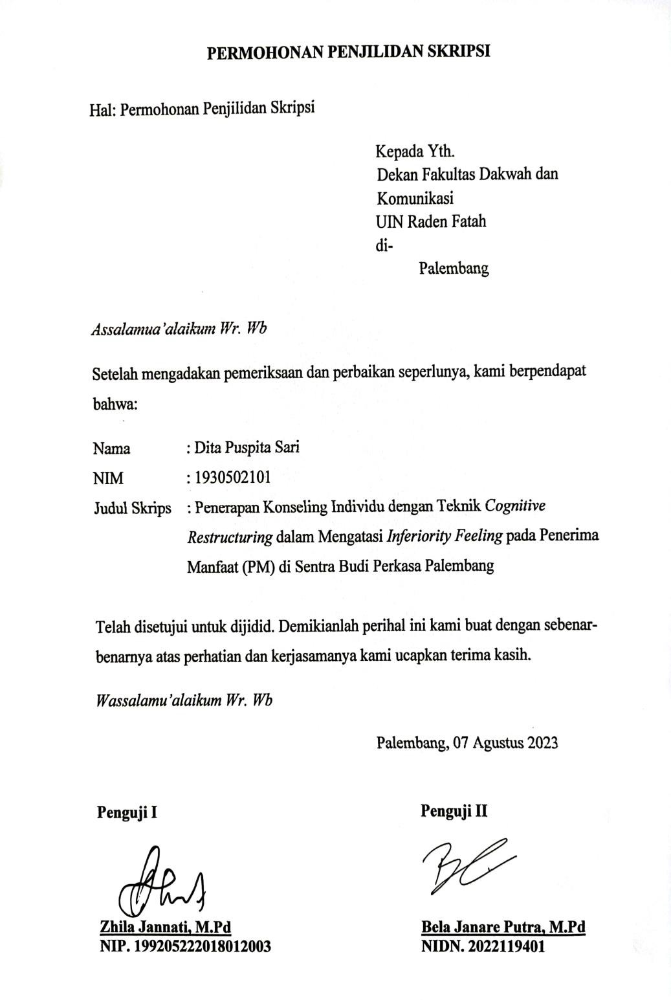 PERMOHONAN PENJILIDAN SKRIPSI
Hal: Permohonan Penjilidan Skripsi
Kepada Yth.
Dekan Fakultas Dakwah dan
Komunikasi
UIN Raden Fatah
di-
Palembang
Assalamua'alaikum Wr. Wb
Setelah mengadakan pemeriksaan dan perbaikan seperlunya, kami berpendapat
bahwa:
Nama : Dita Puspita Sari
NIM : 1930502101
Judul Skrips : Penerapan Konseling Individu dengan Teknik Cognitive
Restructuring dalam Mengatasi Inferiority Feeling pada Penerima
Manfaat (PM) di Sentra Budi Perkasa Palembang
Telah disetujui untuk dijidid. Demikianlah perihal ini kami buat dengan sebenar-
benarnya atas perhatian dan kerjasamanya kami ucapkan terima kasih.
Wassalamu'alaikum Wr. Wb
Palembang, 07 Agustus 2023
Penguji I Penguji II
Zhila Jannati, M.Pd Bela Janare Putra, M.Pd
NIP. 199205222018012003 NIDN. 2022119401